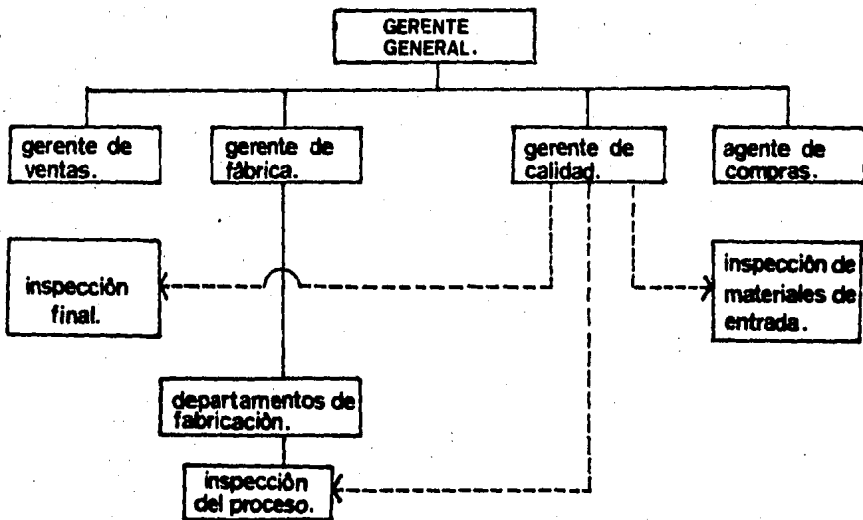 GERENTE
GENERAL.
gerente de
ventas.
gerente de
fábrica.
gerente de
calidad.
agente de
compras.
inspección
final.
inspección de
materiales de
entrada.
departamentos de
fabricación.
inspección
del proceso.